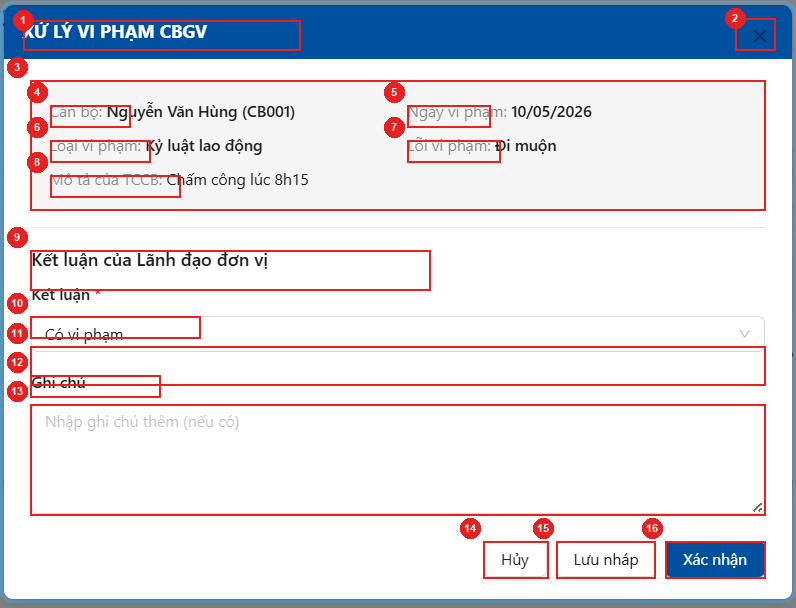 1 XỬ LÝ VI PHẠM CBGV 2
3
4 5
Cán bộ: Nguyễn Văn Hùng (CB001) Ngày vi phạm: 10/05/2026
6 7
Loại vi phạm: Kỷ luật lao động Lỗi vi phạm: Đi muộn
8
Mô tả của TCCB: Chấm công lúc 8h15
9
Kết luận của Lãnh đạo đơn vị
10 Kết luận *
11 Có vi phạm
12
13 Ghi chú
Nhập ghi chú thêm (nếu có)
14 15 16
Hủy Lưu nháp Xác nhận